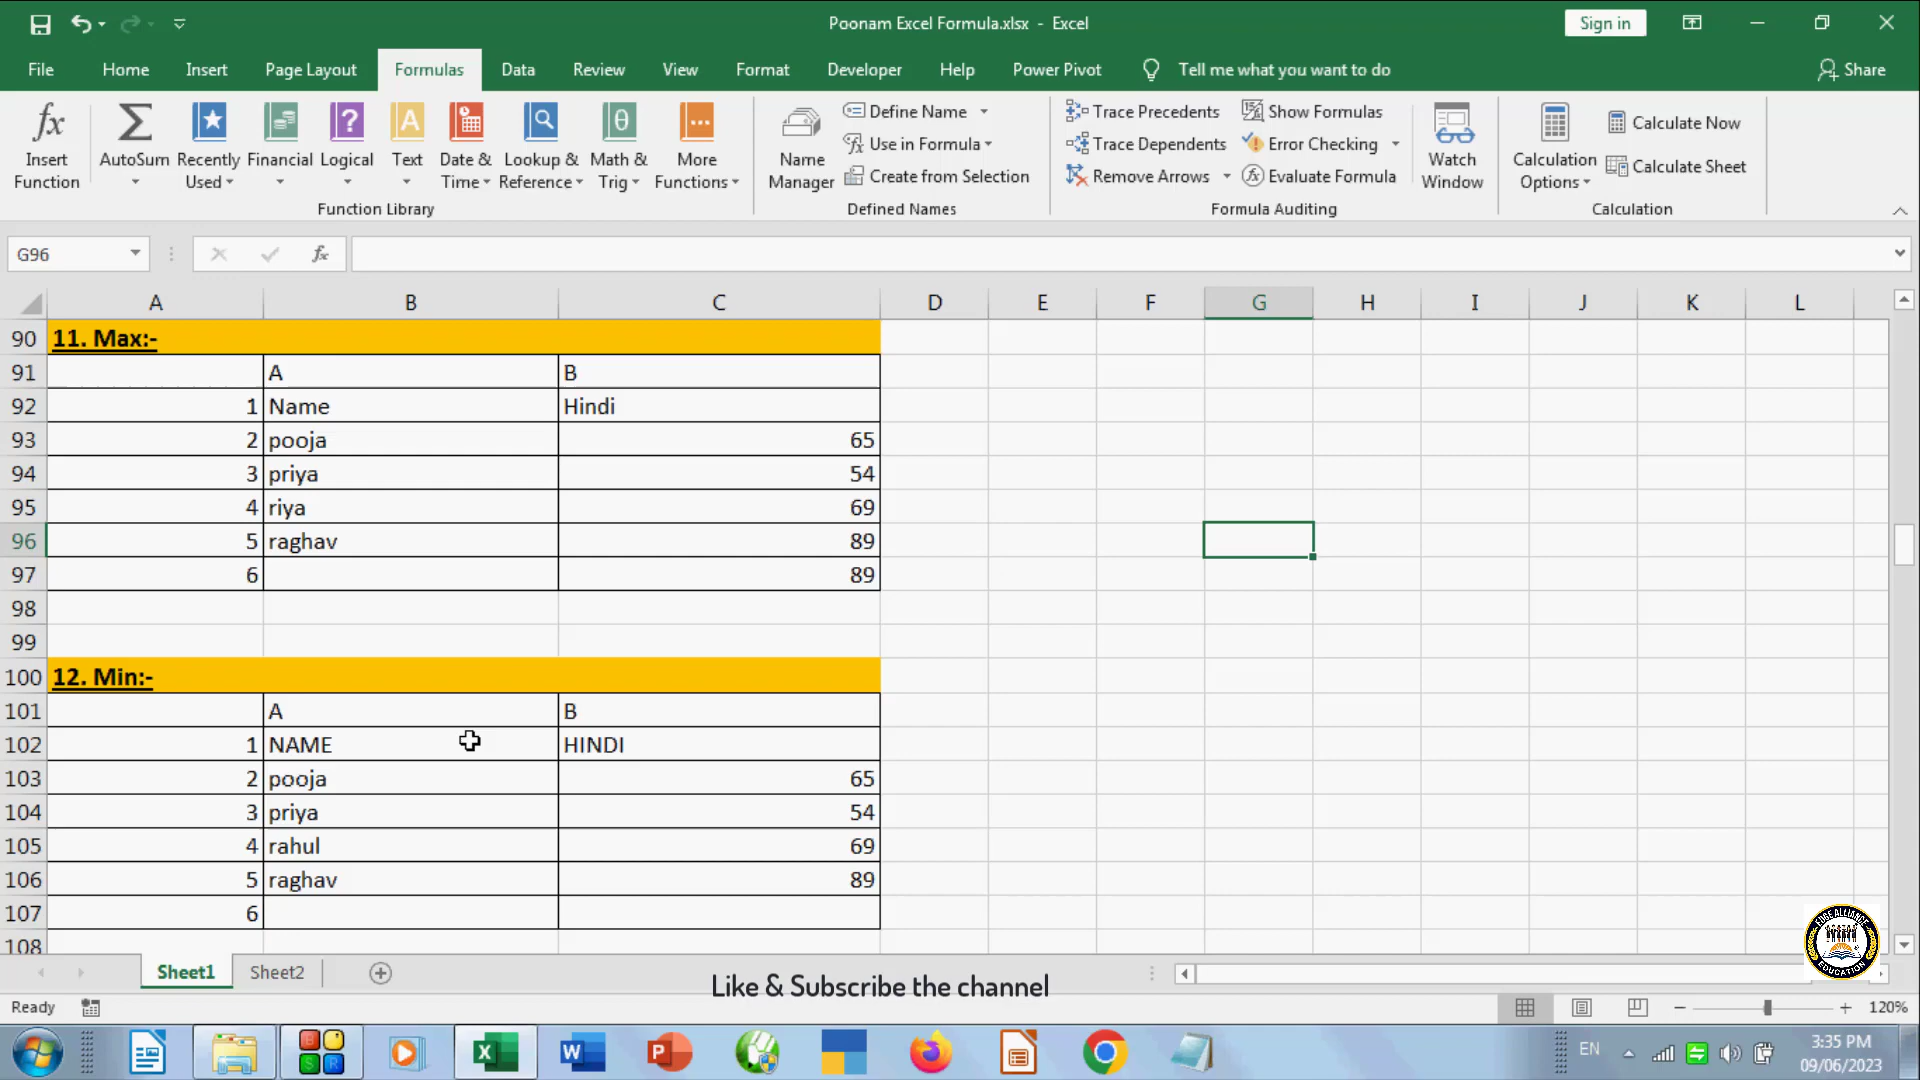 Poonam Excel Formula.xlsx - Excel
Sign in
File Home Insert Page Layout Formulas Data Review View Format Developer Help Power Pivot Tell me what you want to do Share
Insert Function
AutoSum
Recently Used
Financial
Logical
Text
Date & Time
Lookup & Reference
Math & Trig
More Functions
Function Library
Name Manager
Define Name
Use in Formula
Create from Selection
Defined Names
Trace Precedents
Trace Dependents
Remove Arrows
Show Formulas
Error Checking
Evaluate Formula
Formula Auditing
Watch Window
Calculation Options
Calculate Now
Calculate Sheet
Calculation
G96 fx
A B C D E F G H I J K L
90 11. Max:-
91 A B
92 1 Name Hindi
93 2 pooja 65
94 3 priya 54
95 4 riya 69
96 5 raghav 89
97 6 89
98
99
100 12. Min:-
101 A B
102 1 NAME HINDI
103 2 pooja 65
104 3 priya 54
105 4 rahul 69
106 5 raghav 89
107 6
108
Sheet1 Sheet2
Like & Subscribe the channel
EDGE ALLIANCE EDUCATION
Ready
120%
EN
3:35 PM
09/06/2023